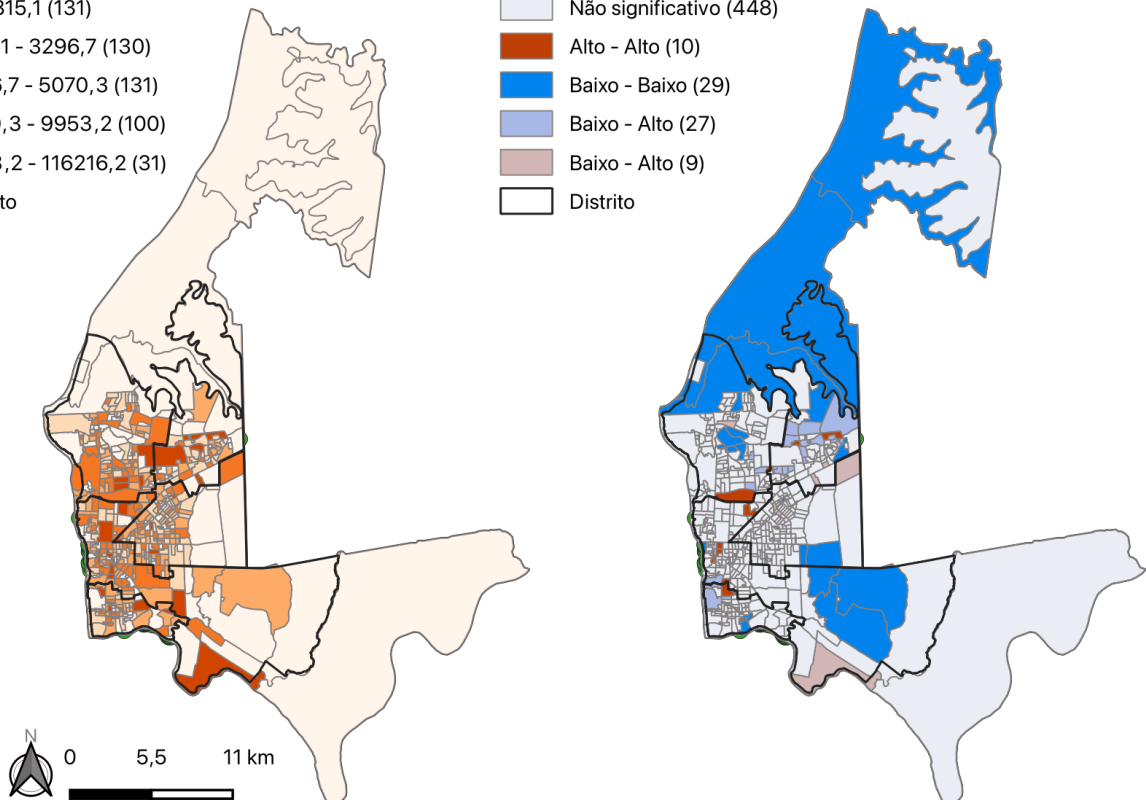 315,1 (131)
1 - 3296,7 (130)
,7 - 5070,3 (131)
,3 - 9953,2 (100)
,2 - 116216,2 (31)
to
Não significativo (448)
Alto - Alto (10)
Baixo - Baixo (29)
Baixo - Alto (27)
Baixo - Alto (9)
Distrito
N
0 5,5 11 km